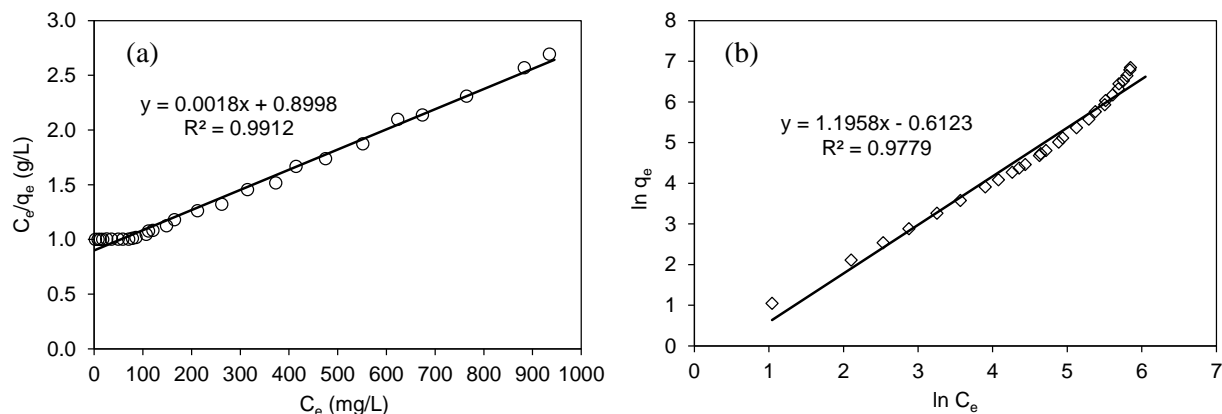 (a)
y = 0.0018x + 0.8998
R² = 0.9912
3.0
2.5
2.0
1.5
1.0
0.5
0.0
Cₑ/qₑ (g/L)
0 100 200 300 400 500 600 700 800 900 1000
Cₑ (mg/L)
(b)
y = 1.1958x - 0.6123
R² = 0.9779
8
7
6
5
4
3
2
1
0
ln qₑ
0 1 2 3 4 5 6 7
ln Cₑ